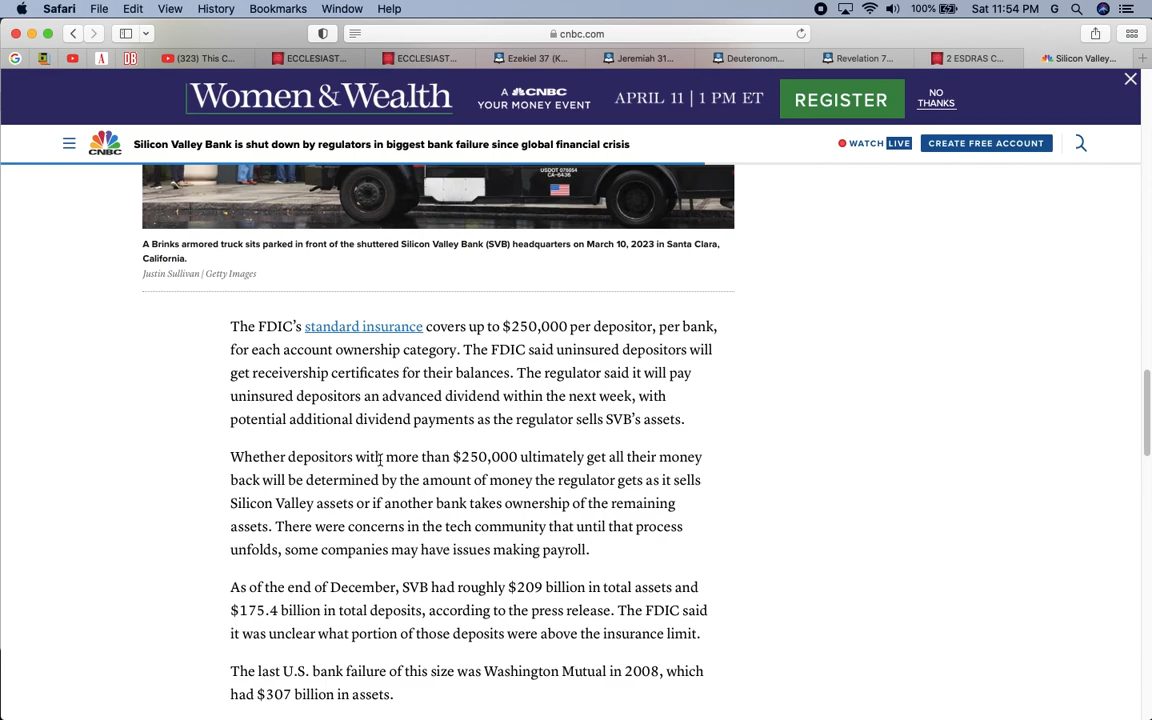 Safari File Edit View History Bookmarks Window Help 100% Sat 11:54 PM G
cnbc.com
(323) This C...
ECCLESIAST...
ECCLESIAST...
Ezekiel 37 (K...
Jeremiah 31...
Deuteronom...
Revelation 7...
2 ESDRAS C...
Silicon Valley...
Women & Wealth
A CNBC
YOUR MONEY EVENT
APRIL 11 | 1 PM ET
REGISTER
NO
THANKS
CNBC
Silicon Valley Bank is shut down by regulators in biggest bank failure since global financial crisis
WATCH LIVE
CREATE FREE ACCOUNT
USDOT 076054
CA-6436
A Brinks armored truck sits parked in front of the shuttered Silicon Valley Bank (SVB) headquarters on March 10, 2023 in Santa Clara,
California.
Justin Sullivan | Getty Images
The FDIC's standard insurance covers up to $250,000 per depositor, per bank,
for each account ownership category. The FDIC said uninsured depositors will
get receivership certificates for their balances. The regulator said it will pay
uninsured depositors an advanced dividend within the next week, with
potential additional dividend payments as the regulator sells SVB's assets.
Whether depositors with more than $250,000 ultimately get all their money
back will be determined by the amount of money the regulator gets as it sells
Silicon Valley assets or if another bank takes ownership of the remaining
assets. There were concerns in the tech community that until that process
unfolds, some companies may have issues making payroll.
As of the end of December, SVB had roughly $209 billion in total assets and
$175.4 billion in total deposits, according to the press release. The FDIC said
it was unclear what portion of those deposits were above the insurance limit.
The last U.S. bank failure of this size was Washington Mutual in 2008, which
had $307 billion in assets.